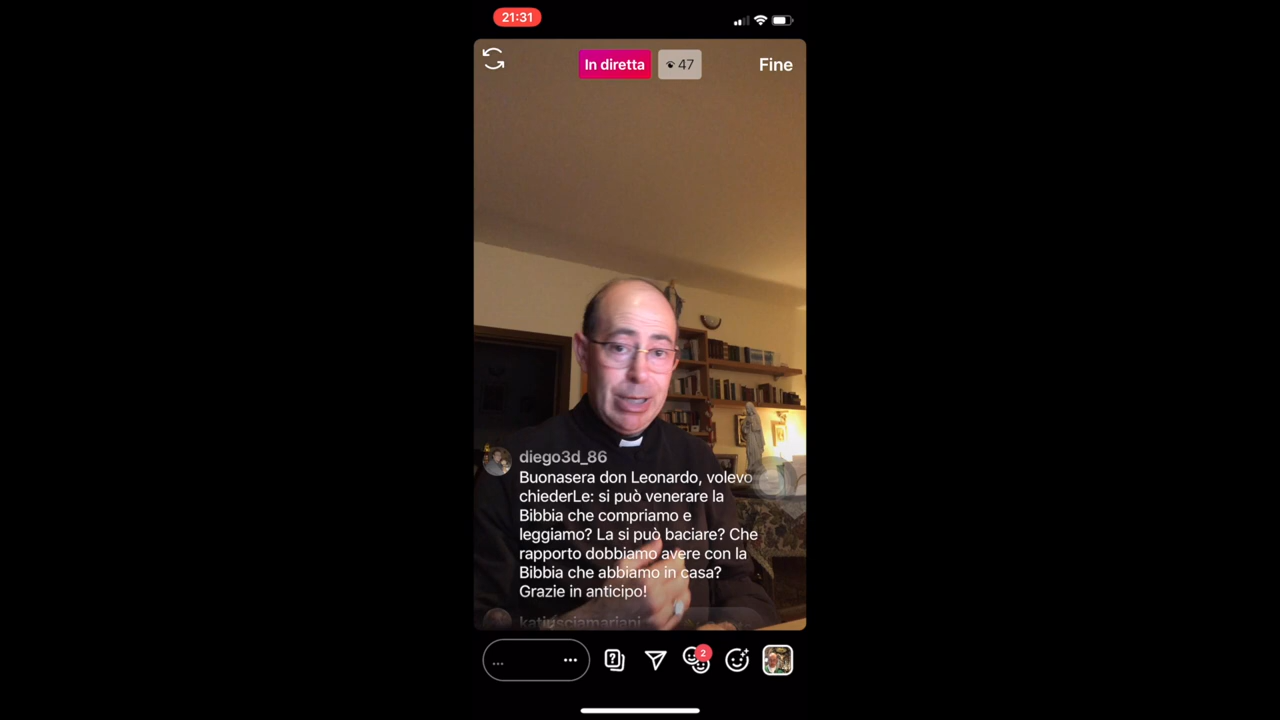 21:31
In diretta
47
Fine
diego3d_86
Buonasera don Leonardo, volevo
chiederLe: si può venerare la
Bibbia che compriamo e
leggiamo? La si può baciare? Che
rapporto dobbiamo avere con la
Bibbia che abbiamo in casa?
Grazie in anticipo!
katiusciamariani
...
2